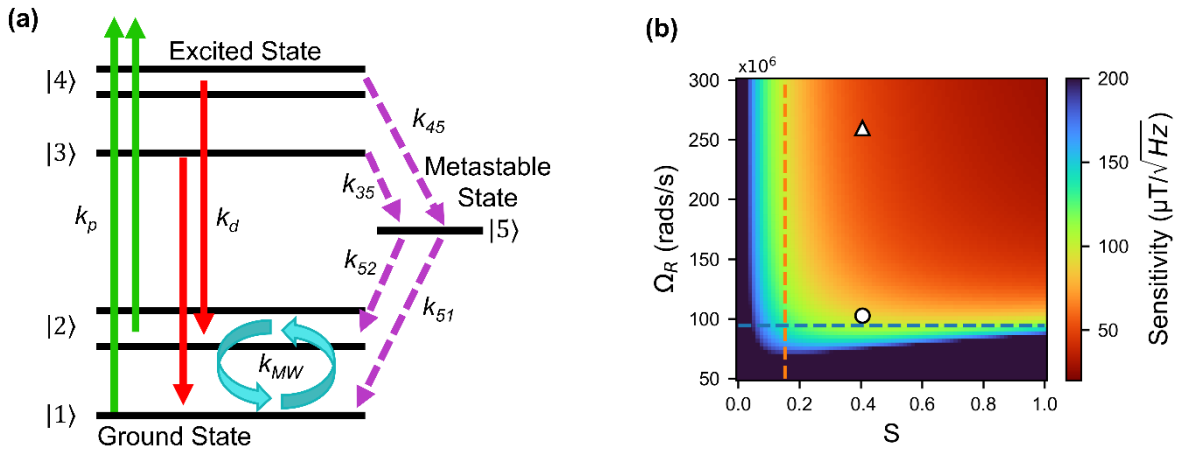 (a)
Excited State
|4⟩
k45
|3⟩
Metastable
State
k35
kp
kd
|5⟩
k52
|2⟩
k51
kMW
|1⟩
Ground State
(b)
x10⁶
300
250
200
150
100
50
ΩR (rads/s)
0.0 0.2 0.4 0.6 0.8 1.0
S
200
150
100
50
Sensitivity (μT/√Hz)